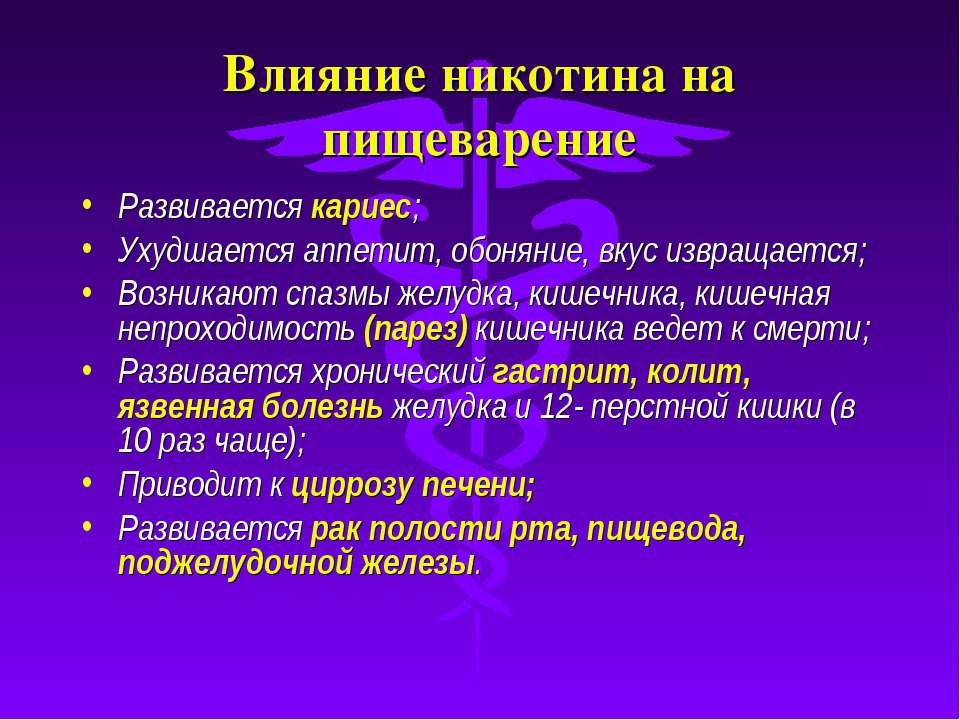 Влияние никотина на
пищеварение
• Развивается кариес;
• Ухудшается аппетит, обоняние, вкус извращается;
• Возникают спазмы желудка, кишечника, кишечная
непроходимость (парез) кишечника ведет к смерти;
• Развивается хронический гастрит, колит,
язвенная болезнь желудка и 12- перстной кишки (в
10 раз чаще);
• Приводит к циррозу печени;
• Развивается рак полости рта, пищевода,
поджелудочной железы.